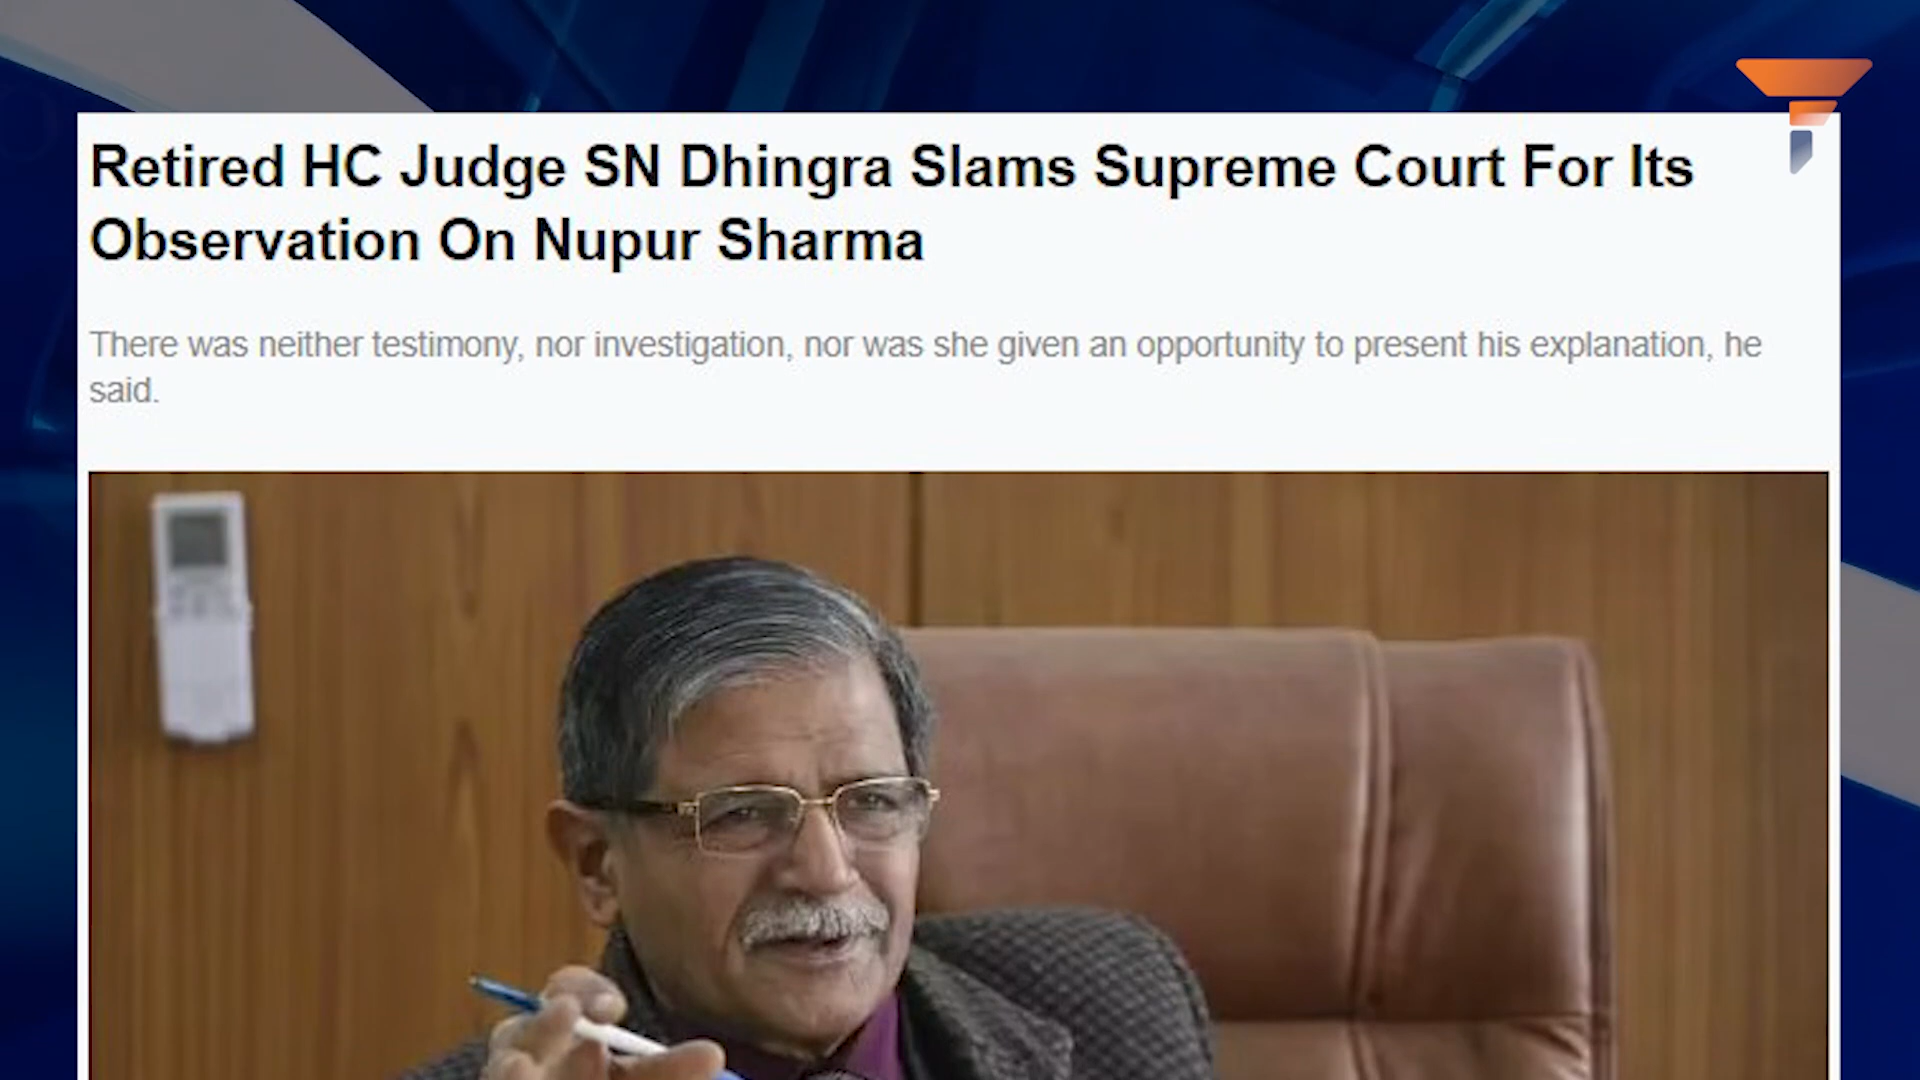 Retired HC Judge SN Dhingra Slams Supreme Court For Its
Observation On Nupur Sharma
There was neither testimony, nor investigation, nor was she given an opportunity to present his explanation, he
said.